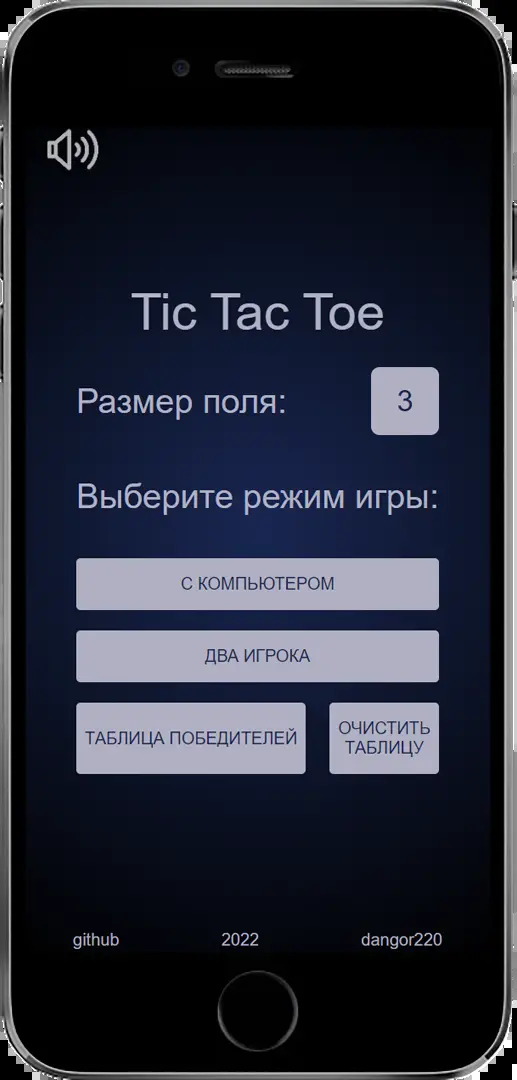 Tic Tac Toe
Размер поля: 3
Выберите режим игры:
С КОМПЬЮТЕРОМ
ДВА ИГРОКА
ТАБЛИЦА ПОБЕДИТЕЛЕЙ
ОЧИСТИТЬ
ТАБЛИЦУ
github 2022 dangor220